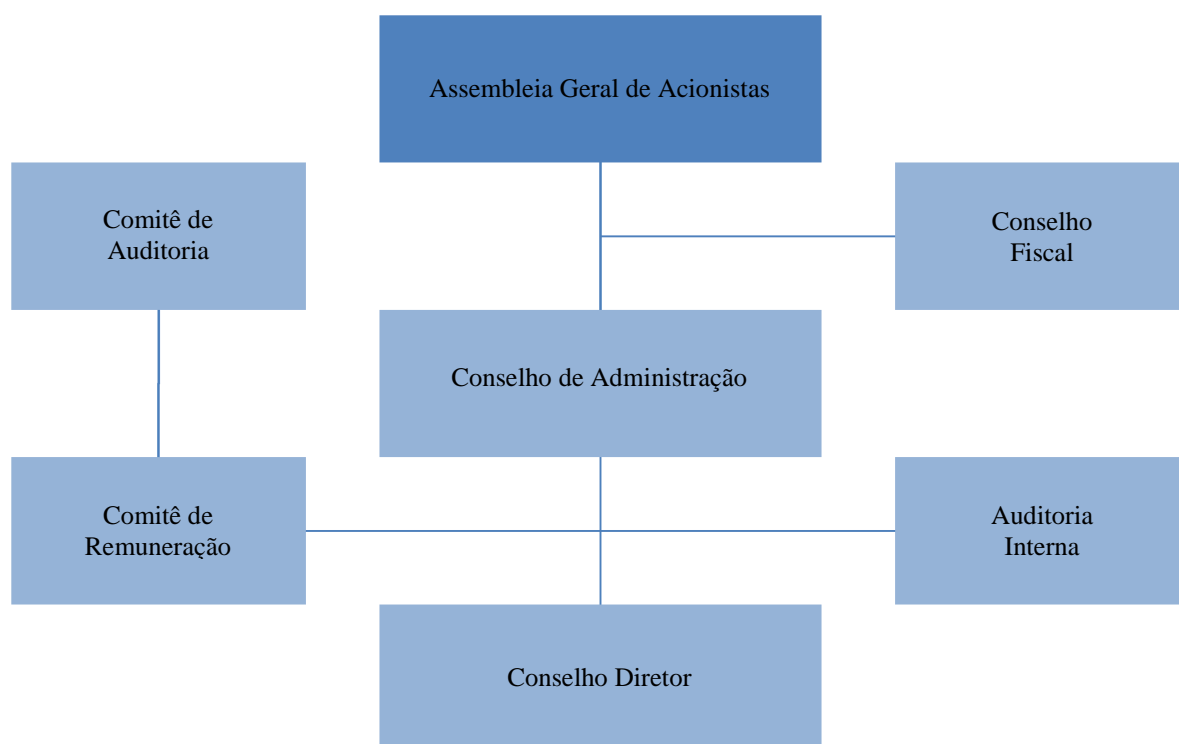 Assembleia Geral de Acionistas
Comitê de
Auditoria
Conselho
Fiscal
Conselho de Administração
Comitê de
Remuneração
Auditoria
Interna
Conselho Diretor